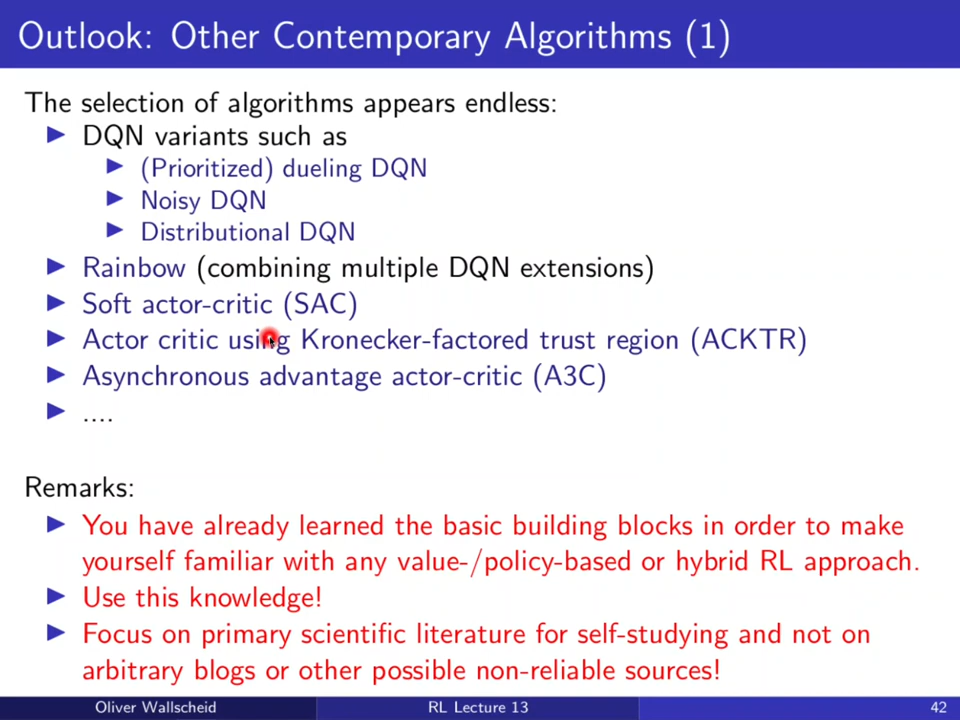 Outlook: Other Contemporary Algorithms (1)
The selection of algorithms appears endless:
DQN variants such as
(Prioritized) dueling DQN
Noisy DQN
Distributional DQN
Rainbow (combining multiple DQN extensions)
Soft actor-critic (SAC)
Actor critic using Kronecker-factored trust region (ACKTR)
Asynchronous advantage actor-critic (A3C)
....
Remarks:
You have already learned the basic building blocks in order to make
yourself familiar with any value-/policy-based or hybrid RL approach.
Use this knowledge!
Focus on primary scientific literature for self-studying and not on
arbitrary blogs or other possible non-reliable sources!
Oliver Wallscheid RL Lecture 13 42